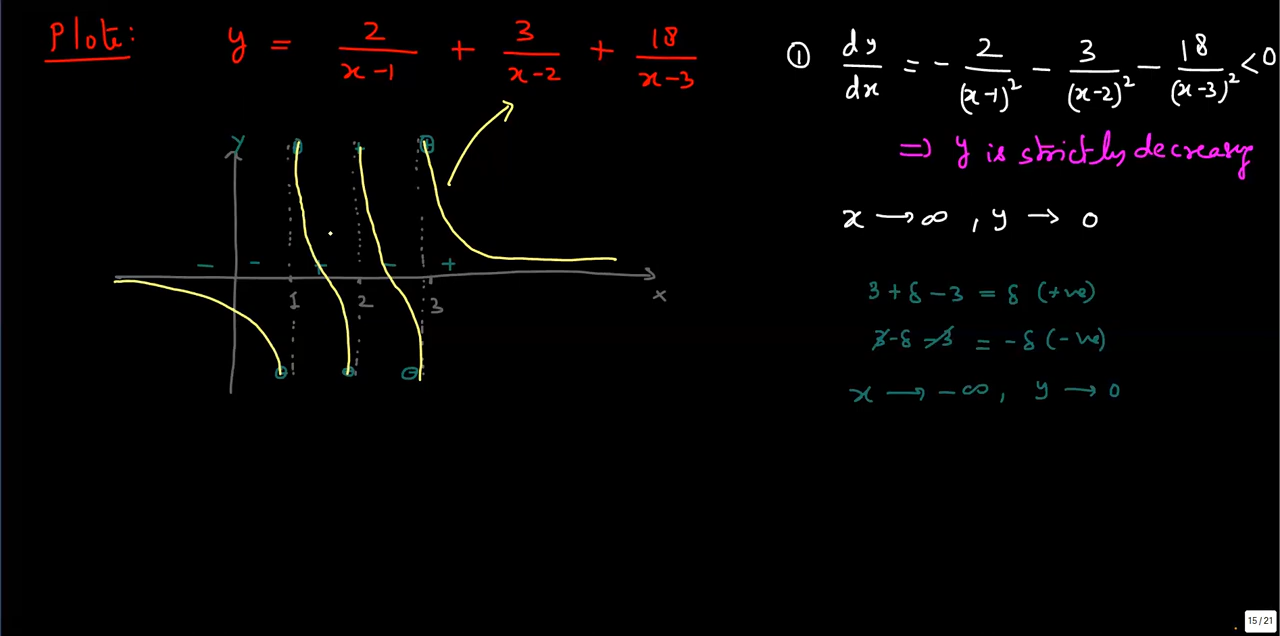 Plote: y = 2/(x-1) + 3/(x-2) + 18/(x-3)
① dy/dx = - 2/(x-1)² - 3/(x-2)² - 18/(x-3)² < 0
⇒ y is strictly decreasing
x → ∞ , y → 0
3 + δ - 3 = δ (+ve)
3 - δ - 3 = - δ (-ve)
x → - ∞ , y → 0
y
+ + +
- - + - +
1 2 3 x
- - -
15 / 21